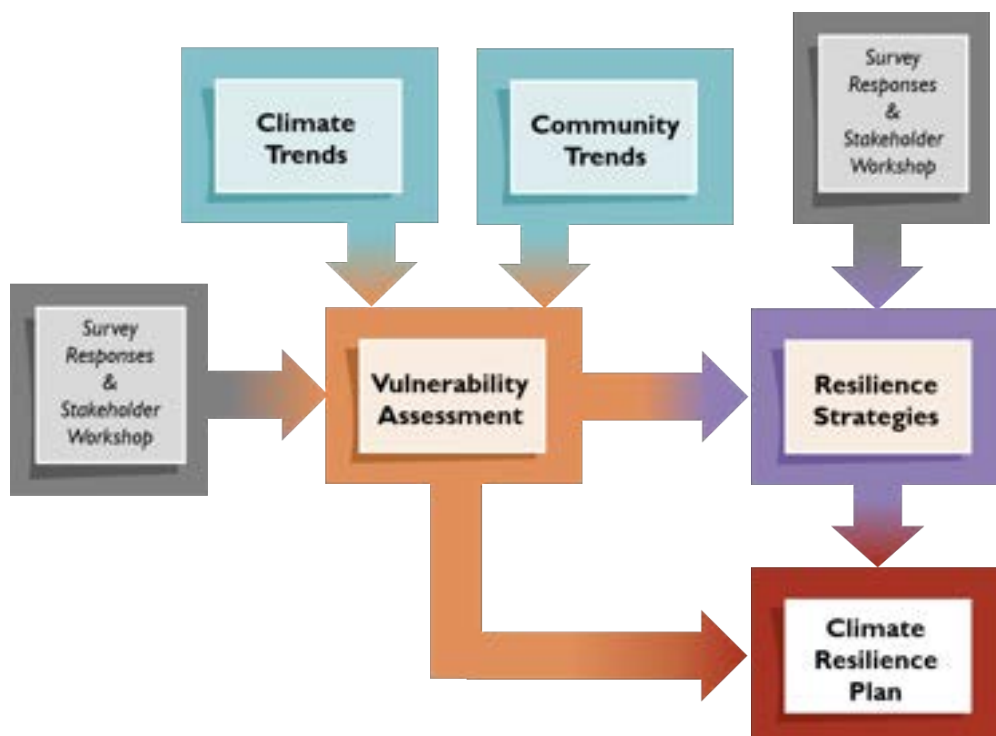 Climate
Trends
Community
Trends
Survey
Responses
&
Stakeholder
Workshop
Survey
Responses
&
Stakeholder
Workshop
Vulnerability
Assessment
Resilience
Strategies
Climate
Resilience
Plan